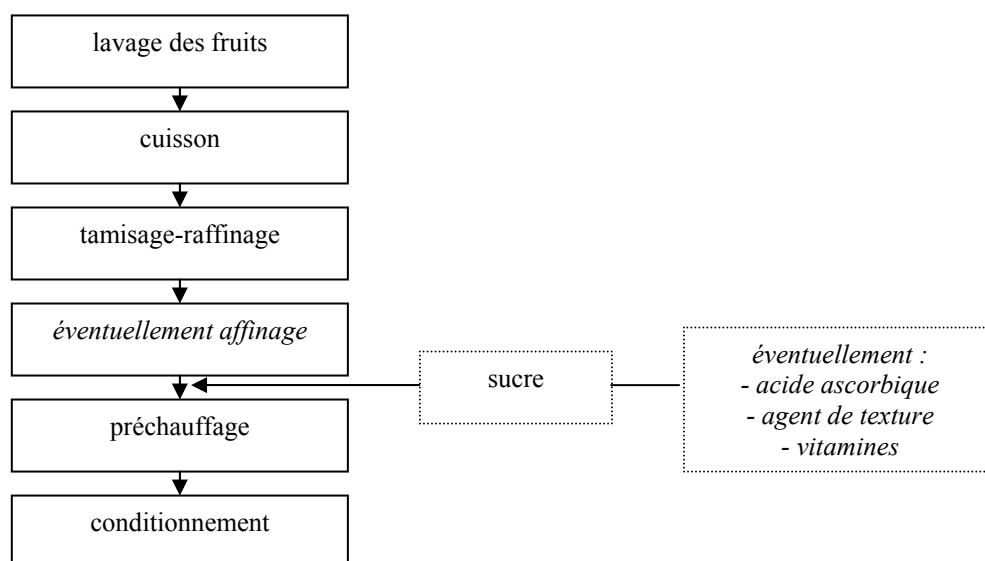 lavage des fruits
cuisson
tamisage-raffinage
éventuellement affinage
sucre
éventuellement :
- acide ascorbique
- agent de texture
- vitamines
préchauffage
conditionnement